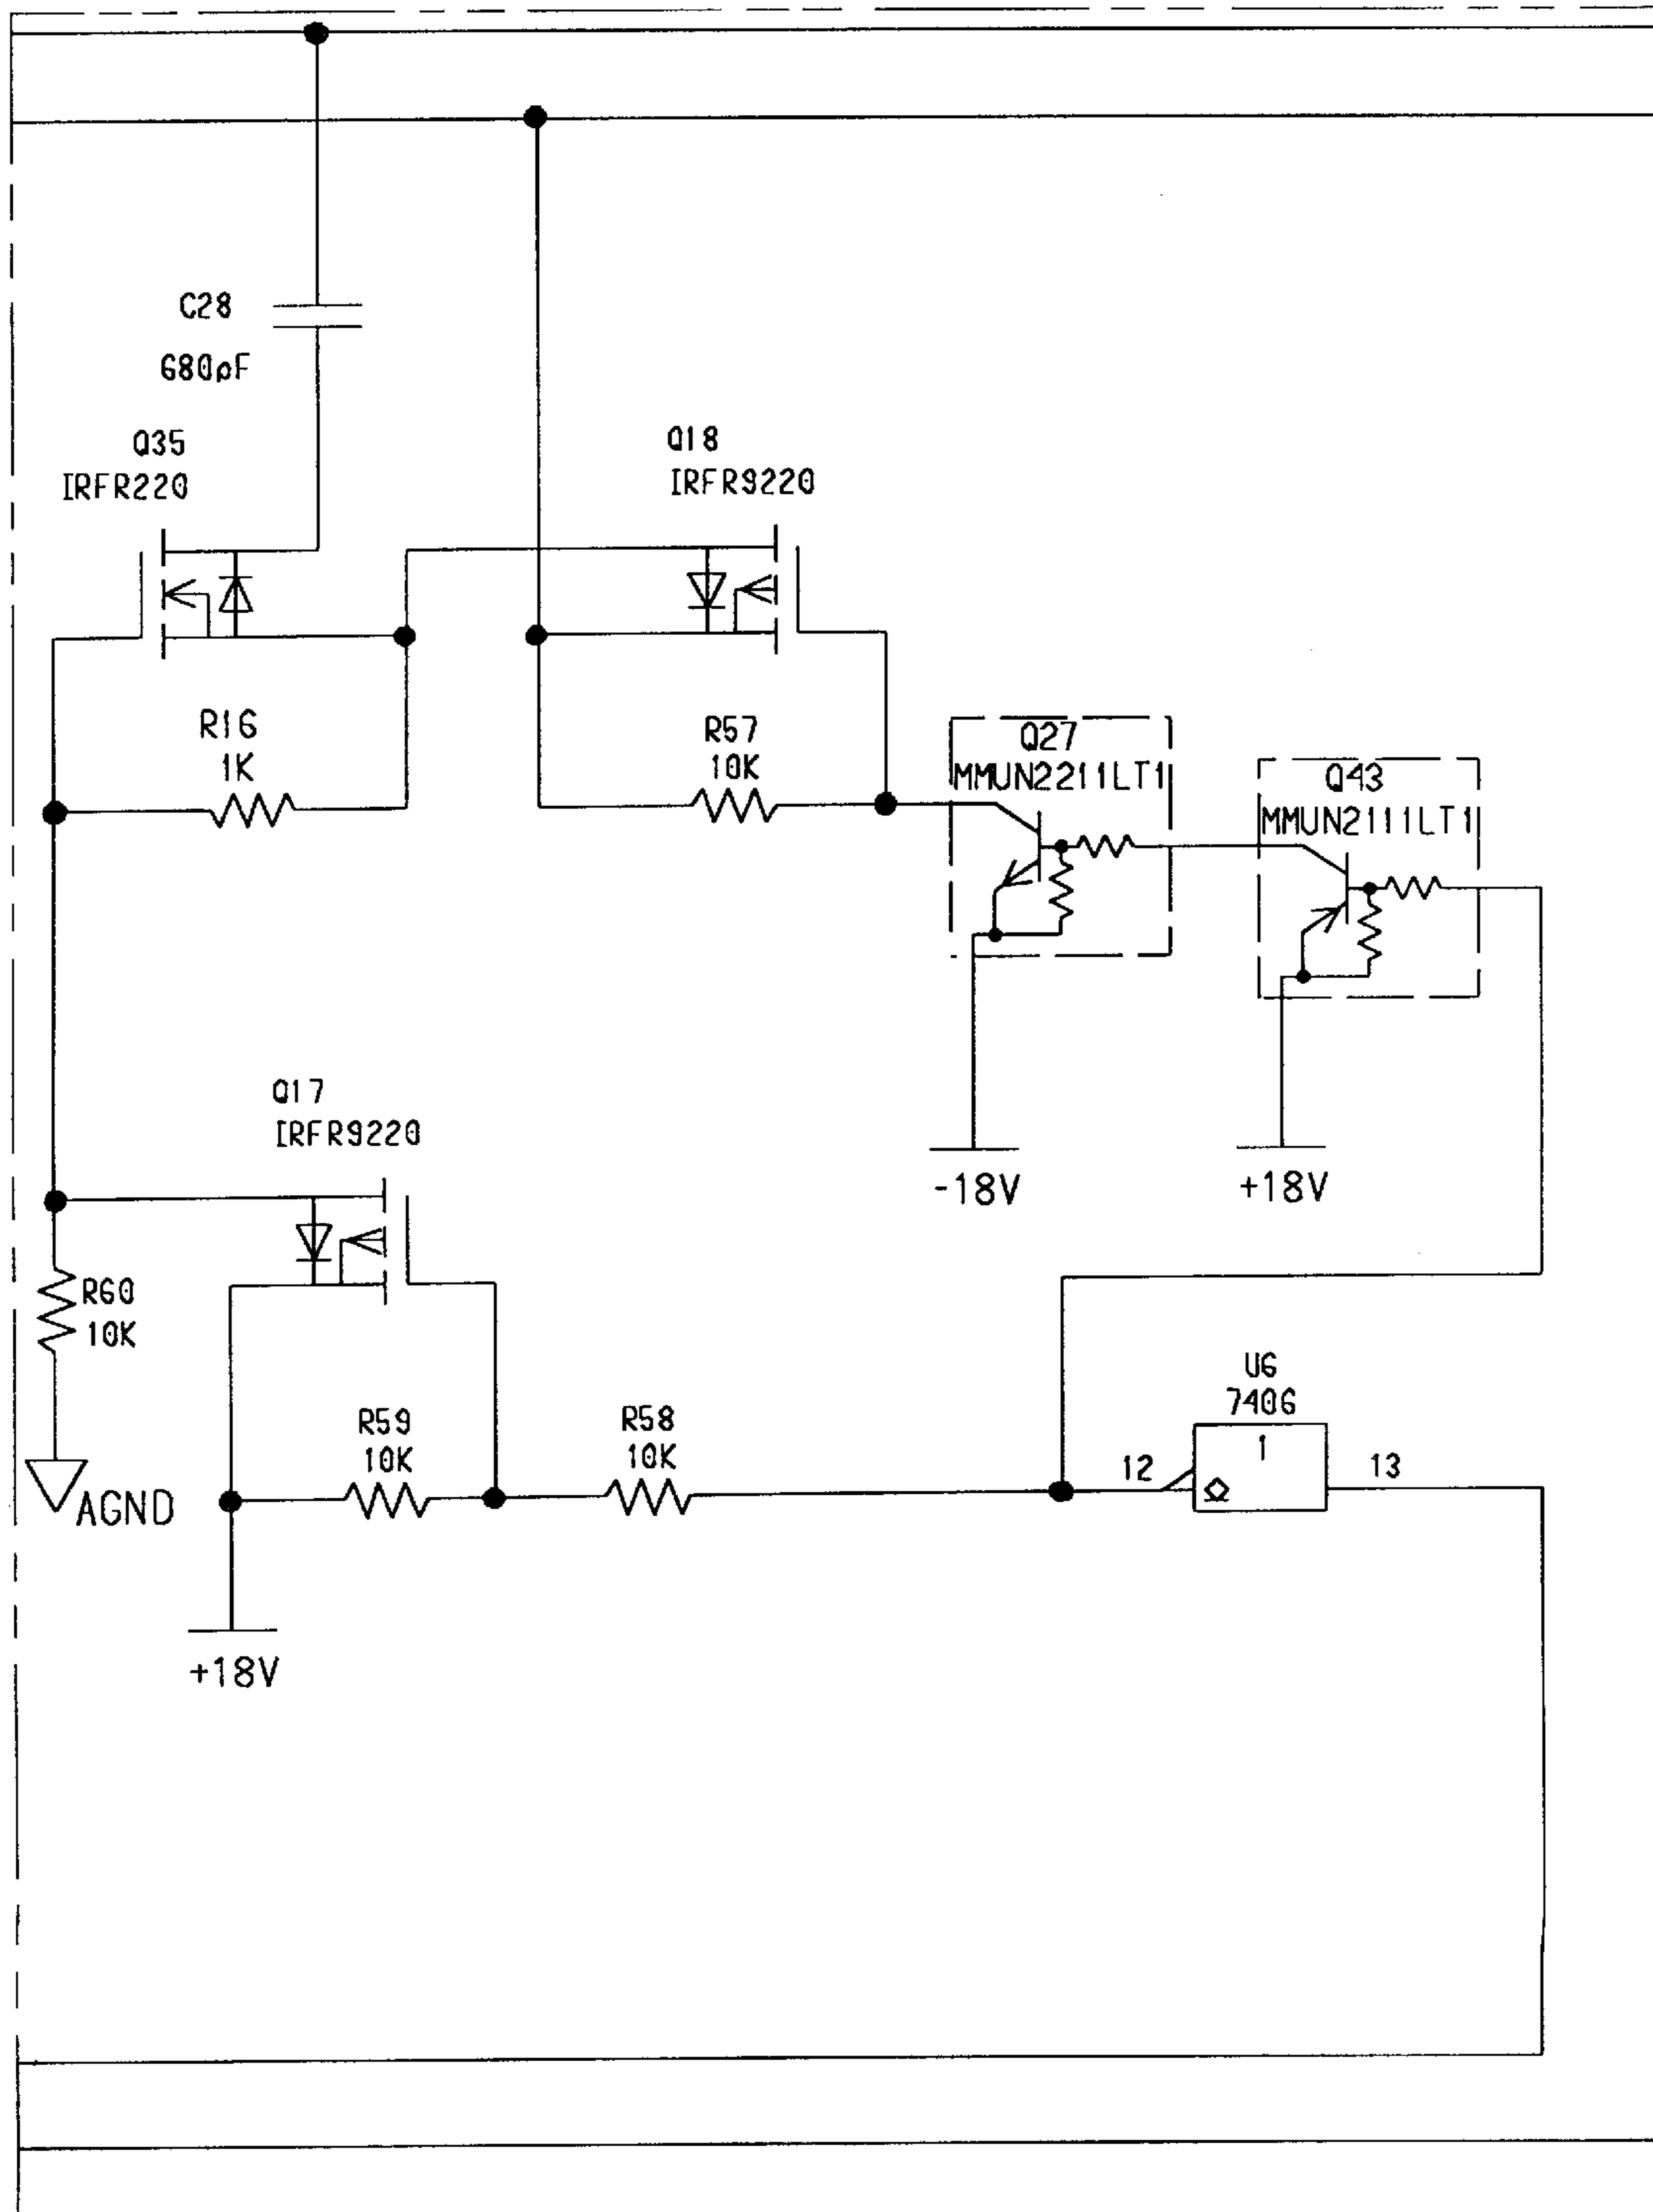 C28
680pF
Q35
IRFR220
Q18
IRFR9220
R16
1K
R57
10K
Q27
MMUN2211LT1
Q43
MMUN2111LT1
-18V
+18V
Q17
IRFR9220
R60
10K
AGND
R59
10K
R58
10K
U6
7406
1
12
13
+18V